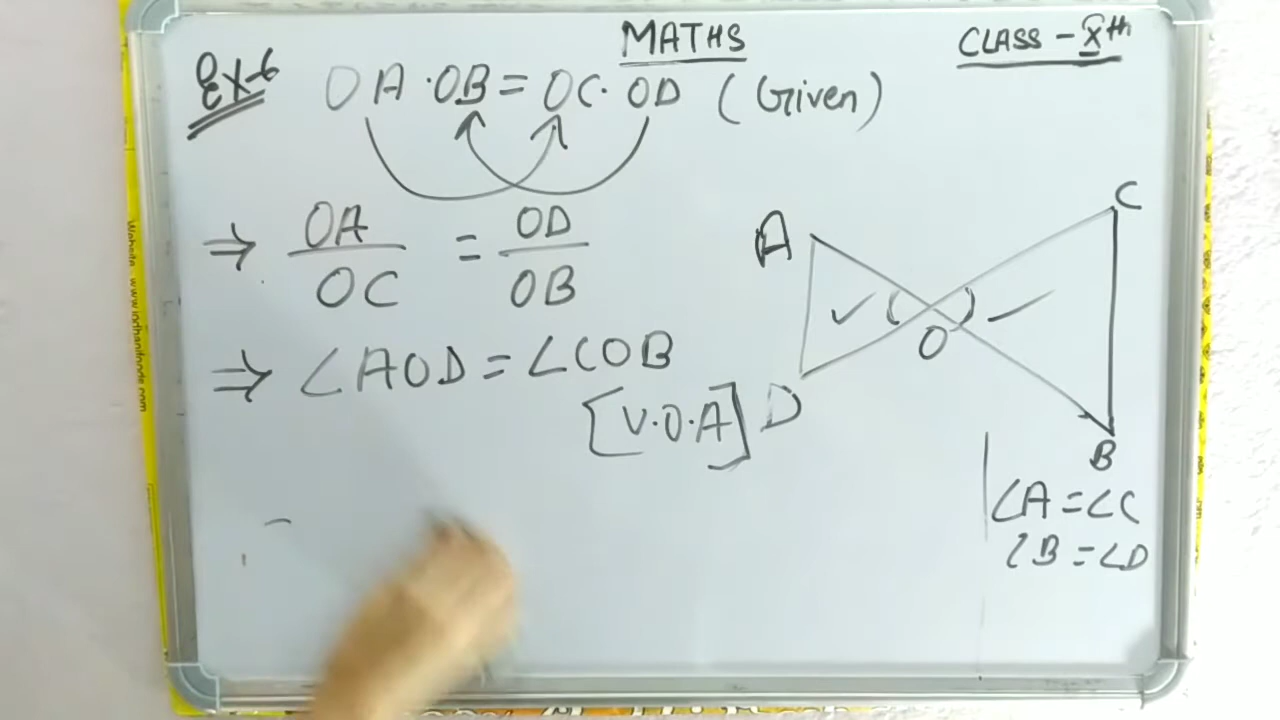 MATHS
CLASS - Xth
Ex-6
OA · OB = OC · OD (Given)
⇒ OA/OC = OD/OB
⇒ ∠AOD = ∠COB
[V.O.A]
A
C
O
D
B
∠A = ∠C
∠B = ∠D